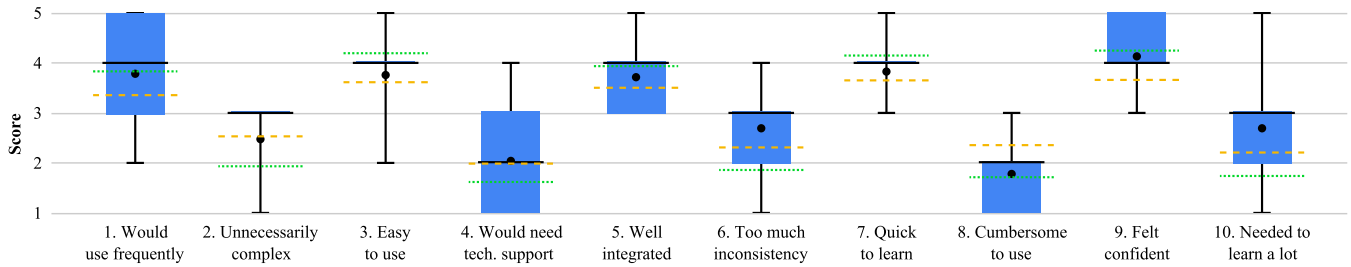 Score
5
4
3
2
1
1. Would use frequently
2. Unnecessarily complex
3. Easy to use
4. Would need tech. support
5. Well integrated
6. Too much inconsistency
7. Quick to learn
8. Cumbersome to use
9. Felt confident
10. Needed to learn a lot